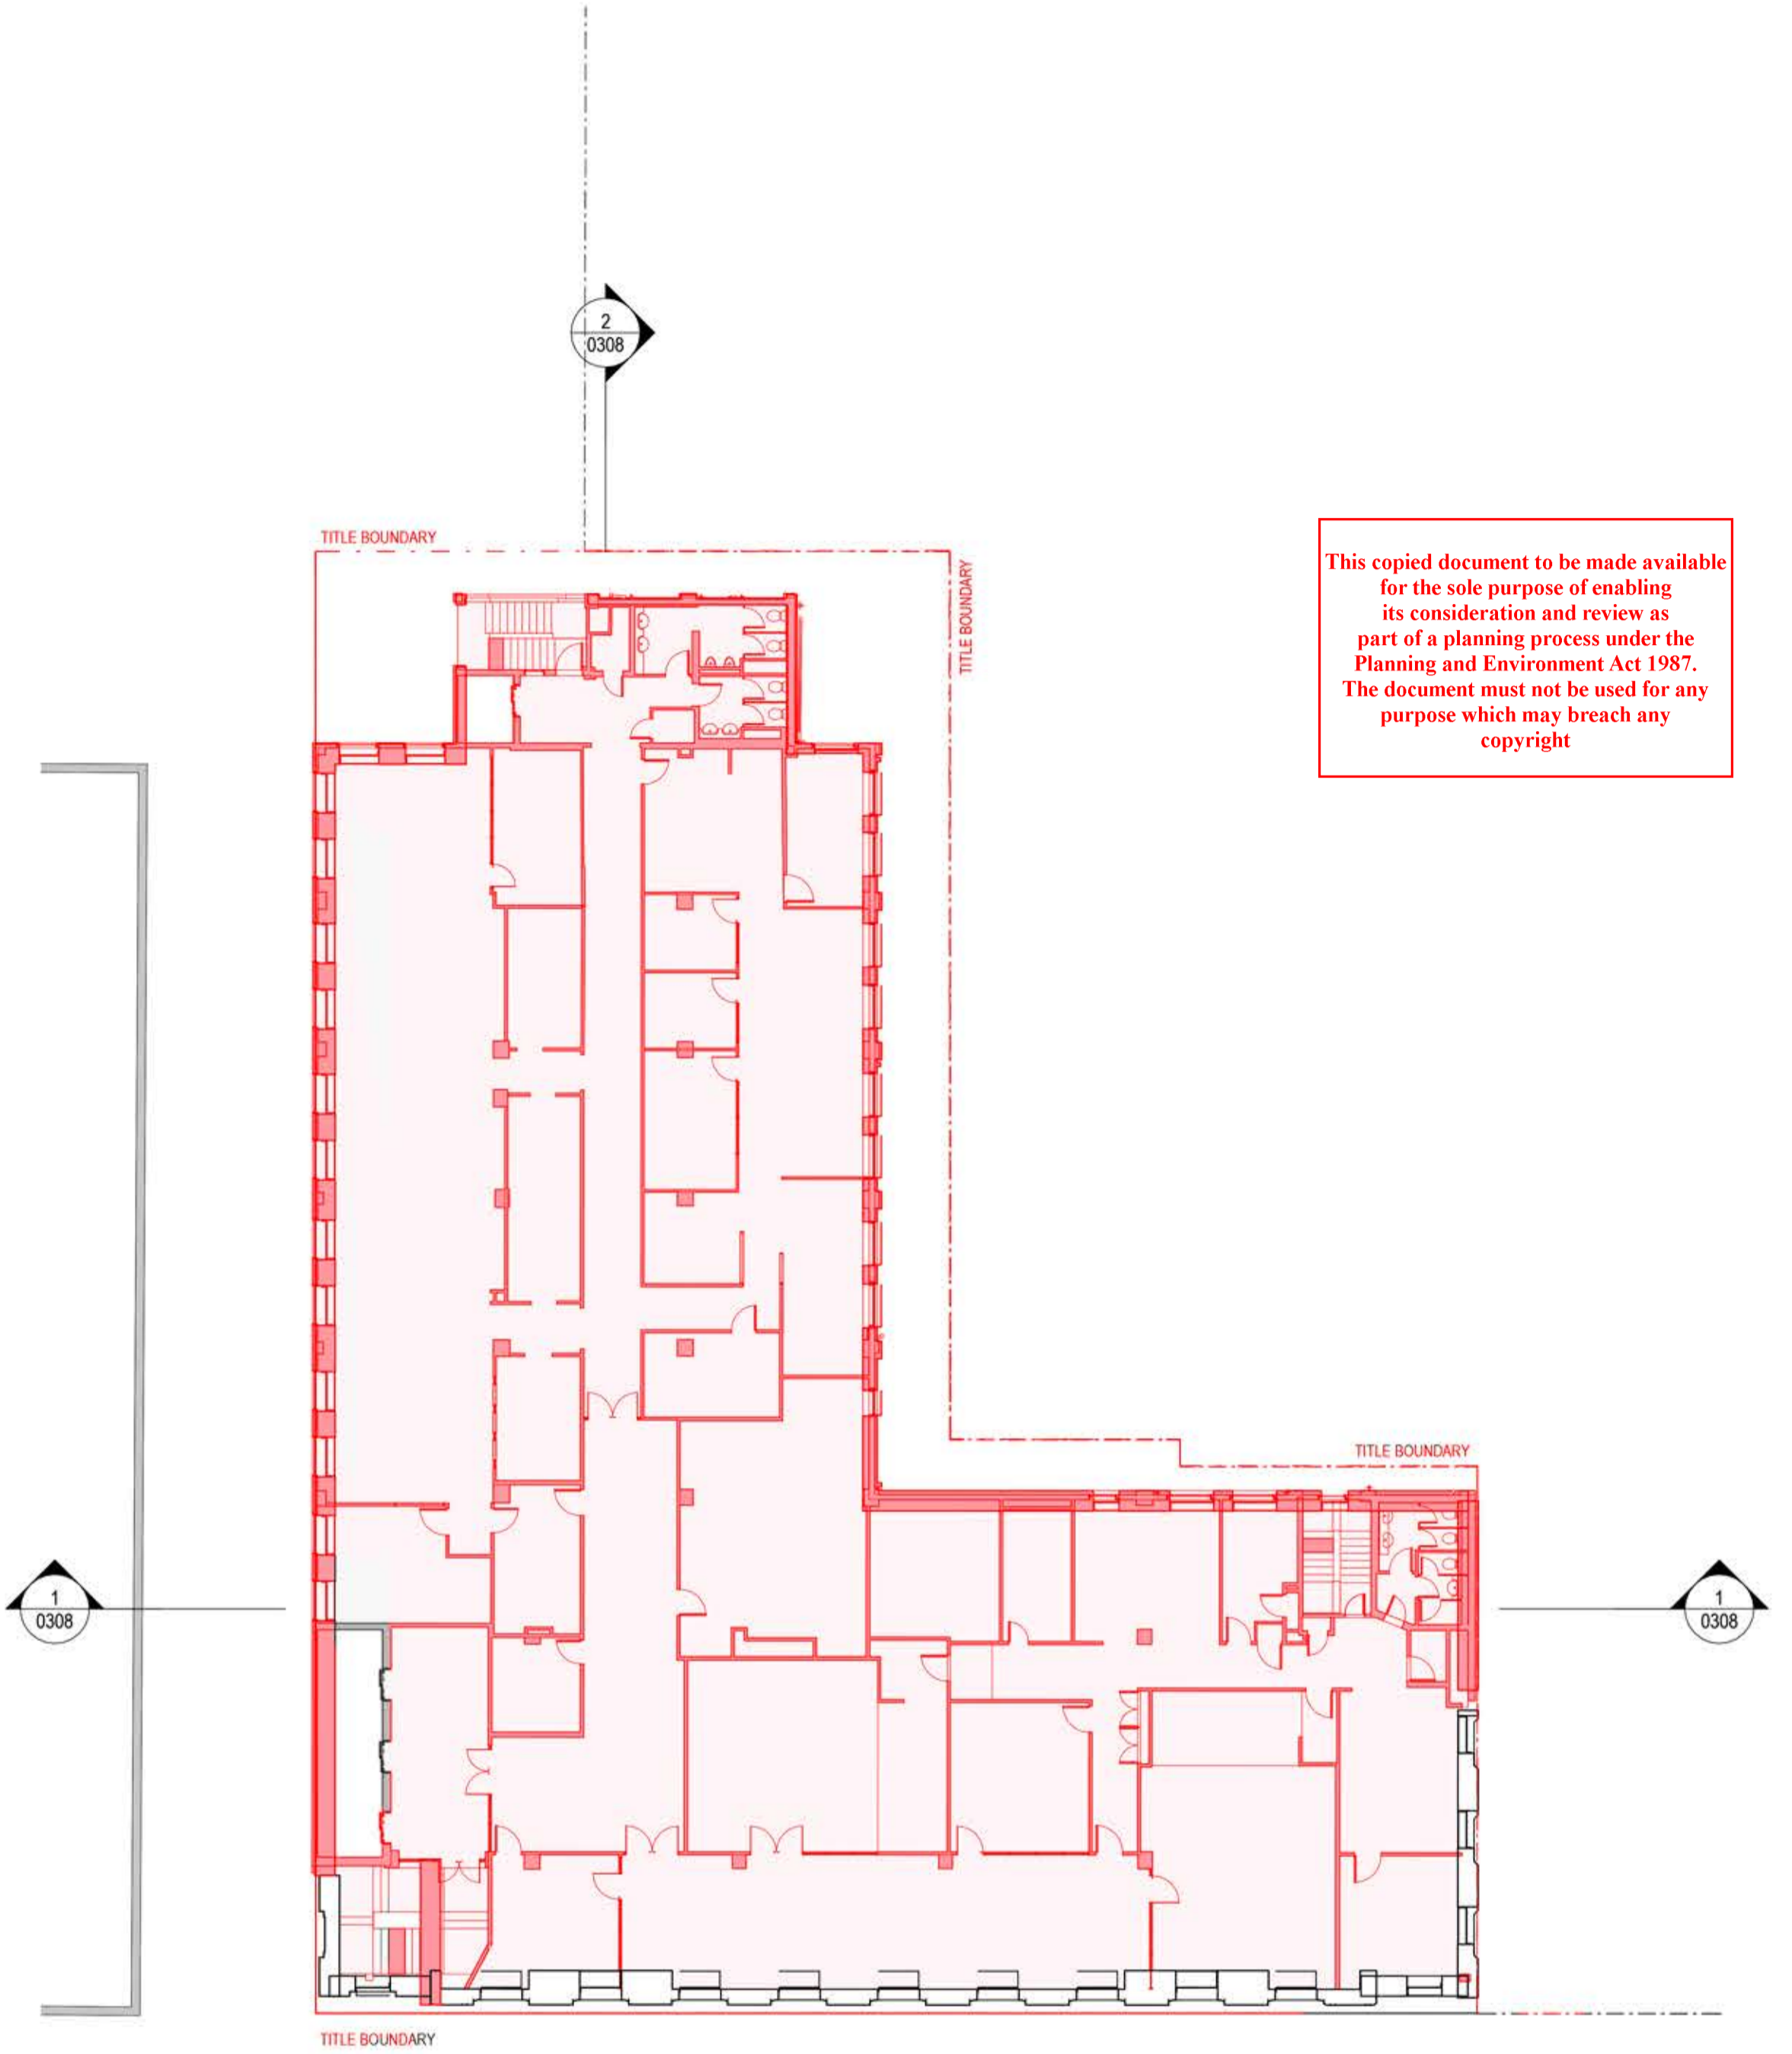 2
0308
TITLE BOUNDARY
TITLE BOUNDARY
This copied document to be made available
for the sole purpose of enabling
its consideration and review as
part of a planning process under the
Planning and Environment Act 1987.
The document must not be used for any
purpose which may breach any
copyright
TITLE BOUNDARY
1
0308
1
0308
TITLE BOUNDARY